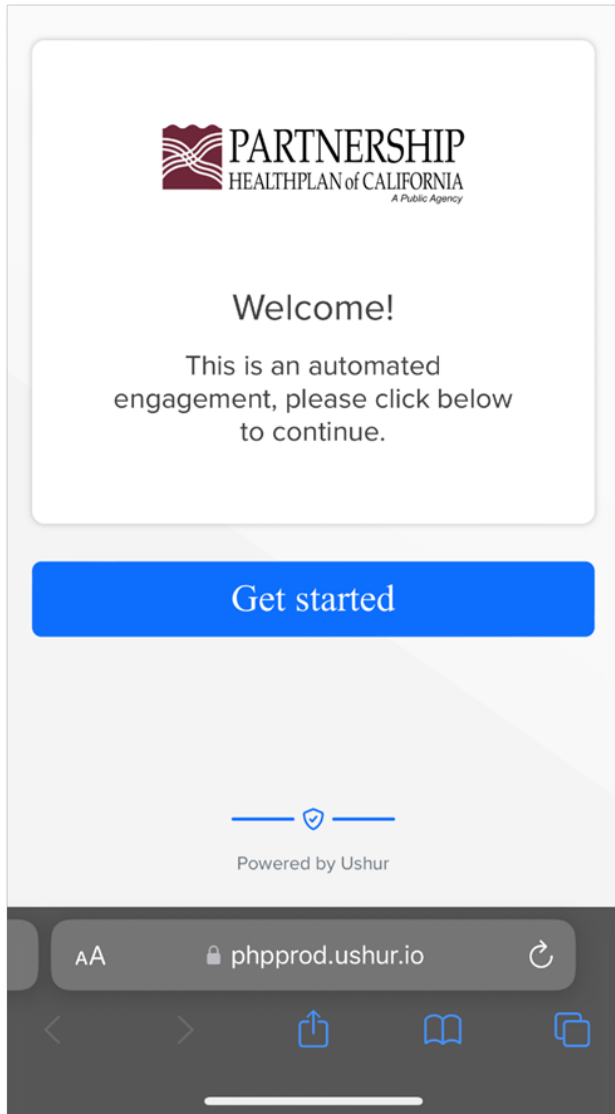 PARTNERSHIP
HEALTHPLAN of CALIFORNIA
A Public Agency
Welcome!
This is an automated
engagement, please click below
to continue.
Get started
Powered by Ushur
AA phpprod.ushur.io